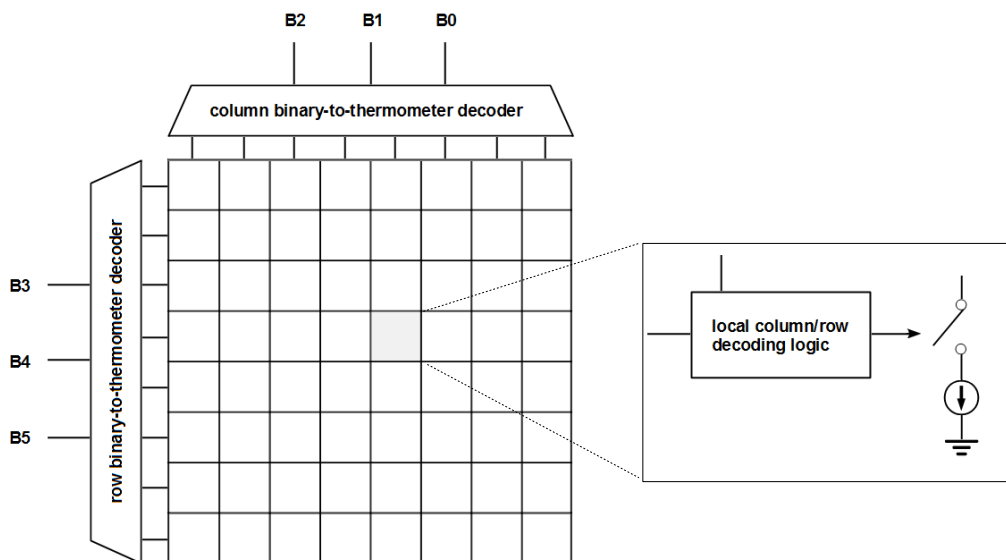 B2 B1 B0
column binary-to-thermometer decoder
row binary-to-thermometer decoder
B3
B4
B5
local column/row
decoding logic